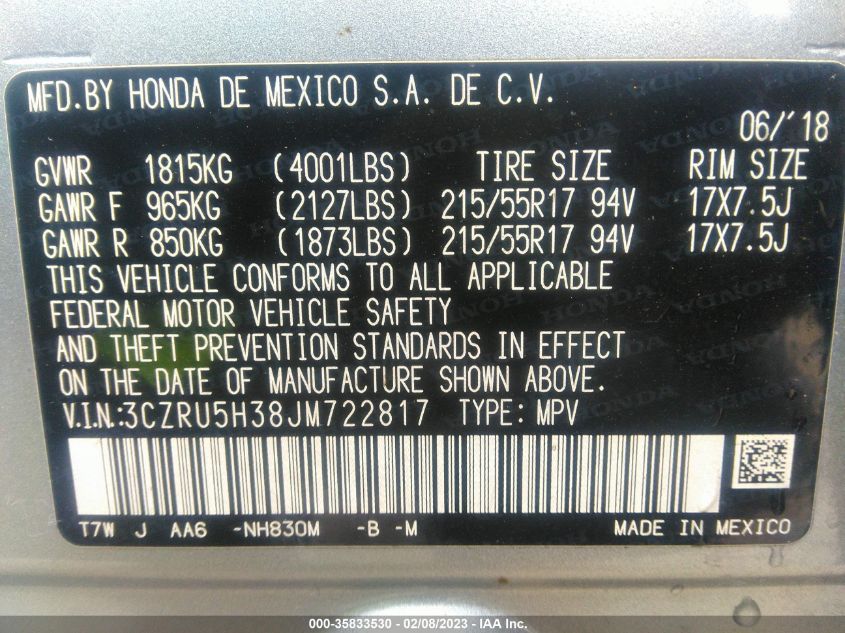 MFD.BY HONDA DE MEXICO S.A. DE C.V.
06/'18
GVWR 1815KG (4001LBS) TIRE SIZE RIM SIZE
GAWR F 965KG (2127LBS) 215/55R17 94V 17X7.5J
GAWR R 850KG (1873LBS) 215/55R17 94V 17X7.5J
THIS VEHICLE CONFORMS TO ALL APPLICABLE
FEDERAL MOTOR VEHICLE SAFETY
AND THEFT PREVENTION STANDARDS IN EFFECT
ON THE DATE OF MANUFACTURE SHOWN ABOVE.
V.I.N.:3CZRU5H38JM722817 TYPE: MPV
T7W J AA6 -NH830M -B -M MADE IN MEXICO
000-35833530 - 02/08/2023 - IAA Inc.